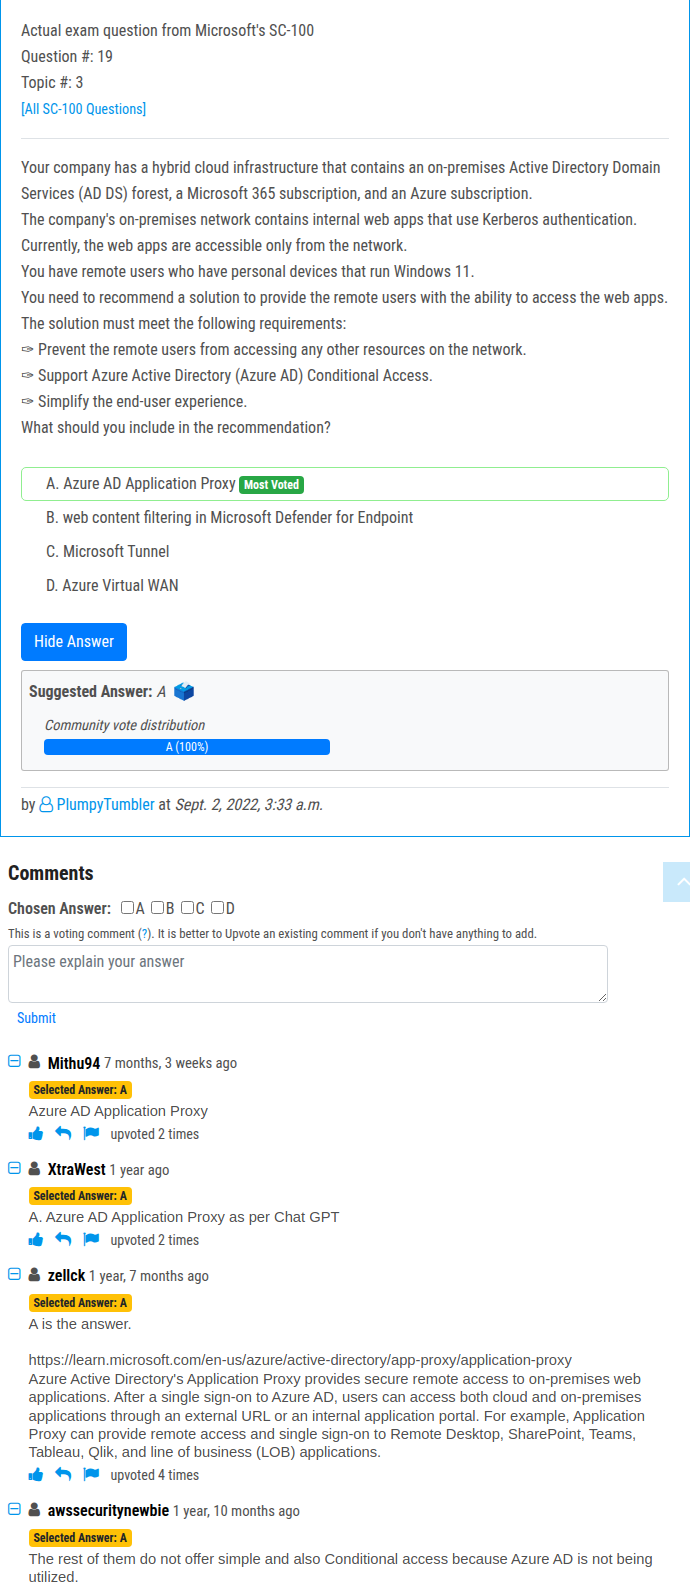 Actual exam question from Microsoft's SC-100
Question #: 19
Topic #: 3
[All SC-100 Questions]
Your company has a hybrid cloud infrastructure that contains an on-premises Active Directory Domain
Services (AD DS) forest, a Microsoft 365 subscription, and an Azure subscription.
The company's on-premises network contains internal web apps that use Kerberos authentication.
Currently, the web apps are accessible only from the network.
You have remote users who have personal devices that run Windows 11.
You need to recommend a solution to provide the remote users with the ability to access the web apps.
The solution must meet the following requirements:
✑ Prevent the remote users from accessing any other resources on the network.
✑ Support Azure Active Directory (Azure AD) Conditional Access.
✑ Simplify the end-user experience.
What should you include in the recommendation?
A. Azure AD Application Proxy Most Voted
B. web content filtering in Microsoft Defender for Endpoint
C. Microsoft Tunnel
D. Azure Virtual WAN
Hide Answer
Suggested Answer: A
Community vote distribution
A (100%)
by PlumpyTumbler at Sept. 2, 2022, 3:33 a.m.
Comments
Chosen Answer: A B C D
This is a voting comment (?). It is better to Upvote an existing comment if you don't have anything to add.
Please explain your answer
Submit
Mithu94 7 months, 3 weeks ago
Selected Answer: A
Azure AD Application Proxy
upvoted 2 times
XtraWest 1 year ago
Selected Answer: A
A. Azure AD Application Proxy as per Chat GPT
upvoted 2 times
zellck 1 year, 7 months ago
Selected Answer: A
A is the answer.
https://learn.microsoft.com/en-us/azure/active-directory/app-proxy/application-proxy
Azure Active Directory's Application Proxy provides secure remote access to on-premises web
applications. After a single sign-on to Azure AD, users can access both cloud and on-premises
applications through an external URL or an internal application portal. For example, Application
Proxy can provide remote access and single sign-on to Remote Desktop, SharePoint, Teams,
Tableau, Qlik, and line of business (LOB) applications.
upvoted 4 times
awssecuritynewbie 1 year, 10 months ago
Selected Answer: A
The rest of them do not offer simple and also Conditional access because Azure AD is not being
utilized.